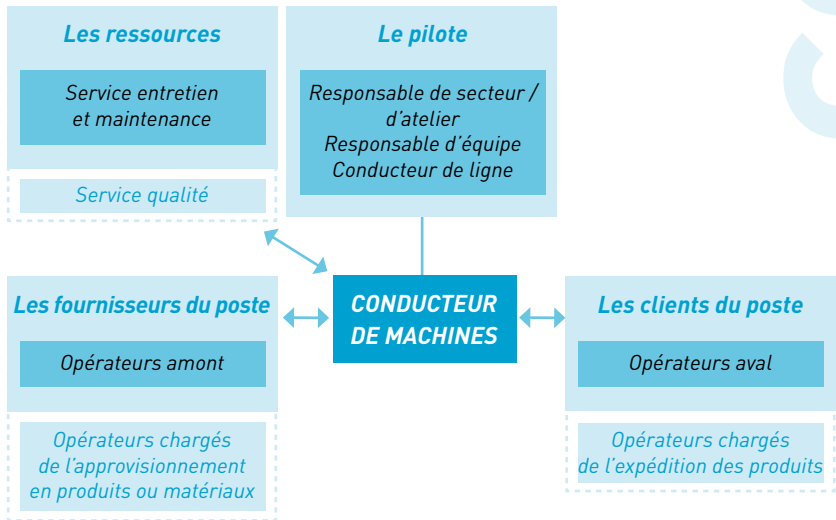 Les ressources
Service entretien
et maintenance
Service qualité
Le pilote
Responsable de secteur /
d'atelier
Responsable d'équipe
Conducteur de ligne
Les fournisseurs du poste
Opérateurs amont
Opérateurs chargés
de l'approvisionnement
en produits ou matériaux
CONDUCTEUR
DE MACHINES
Les clients du poste
Opérateurs aval
Opérateurs chargés
de l'expédition des produits